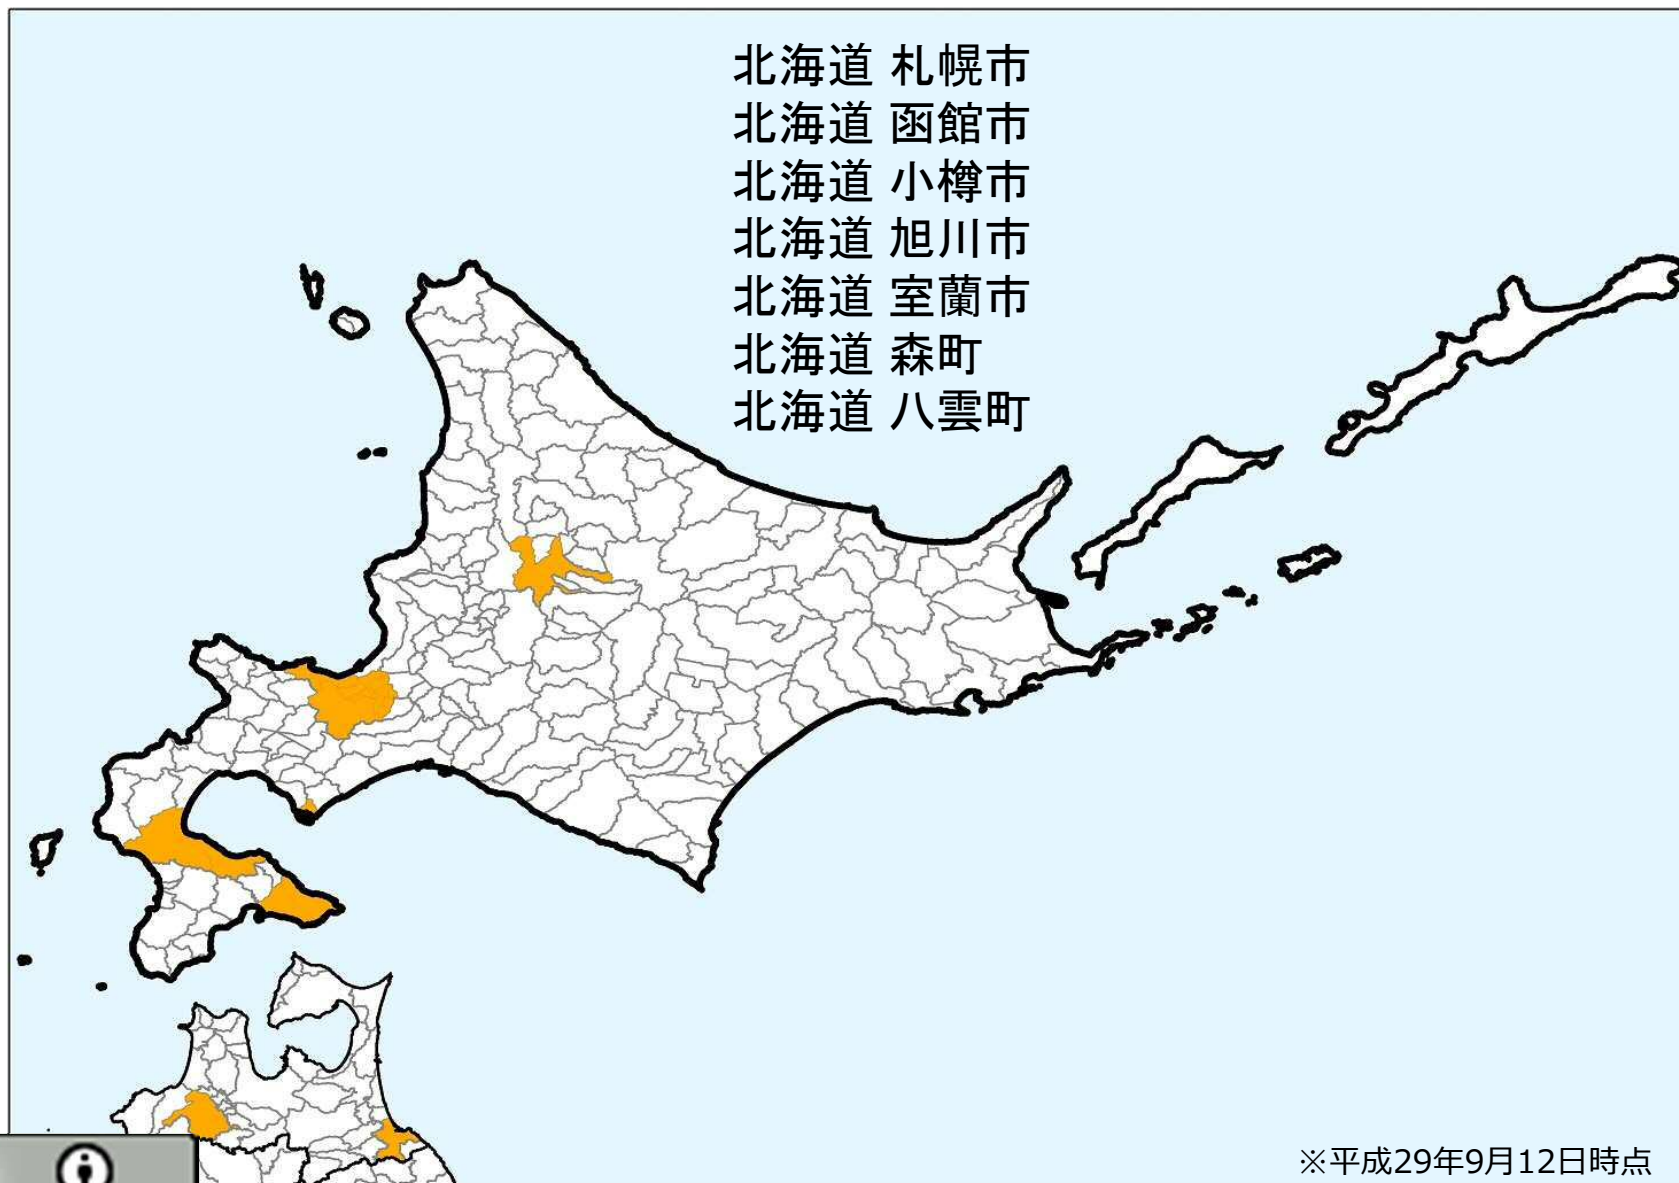 北海道 札幌市
北海道 函館市
北海道 小樽市
北海道 旭川市
北海道 室蘭市
北海道 森町
北海道 八雲町
※平成29年9月12日時点